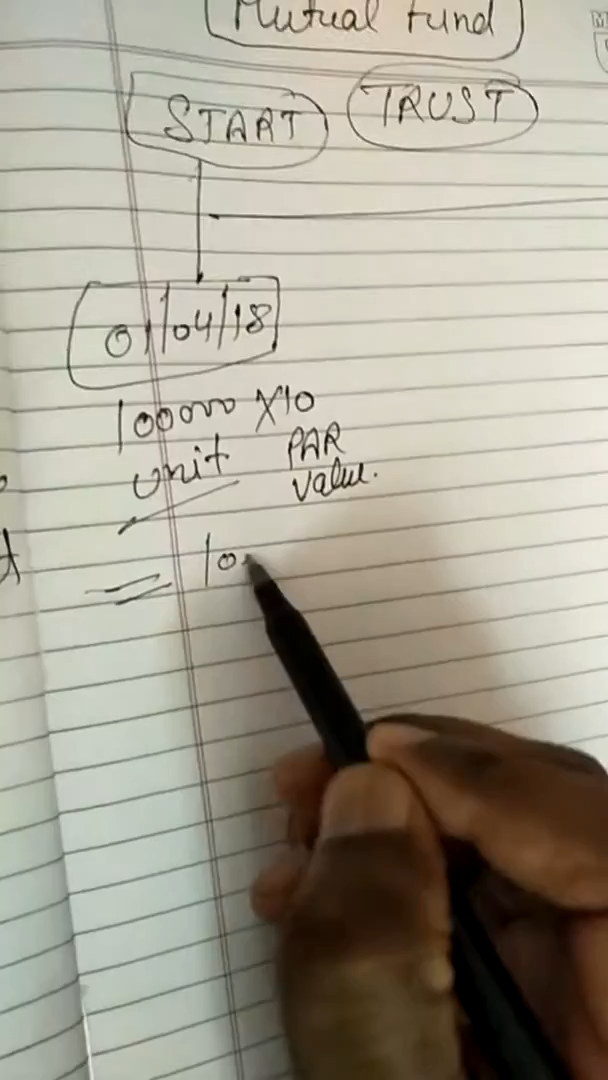 Mutual fund
START TRUST
01/04/18
100000 X10
unit PAR
value.
= 10